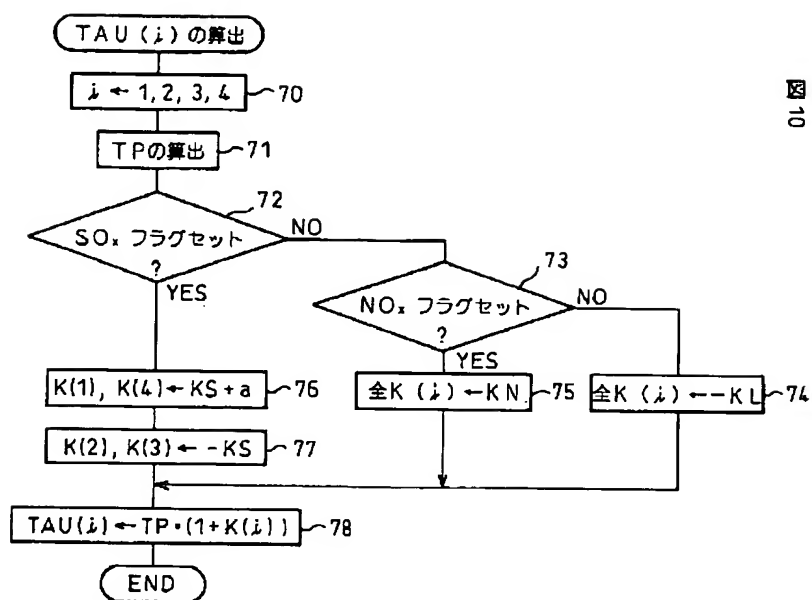 TAU(i)の算出
i ← 1, 2, 3, 4
70
TPの算出
71
図10
72
SOx フラグセット
?
NO
YES
73
NOx フラグセット
?
NO
YES
K(1), K(4)←KS+a
76
全K(i)←KN
75
全K(i)←-KL
74
K(2), K(3)←-KS
77
TAU(i)←TP・(1+K(i))
78
END